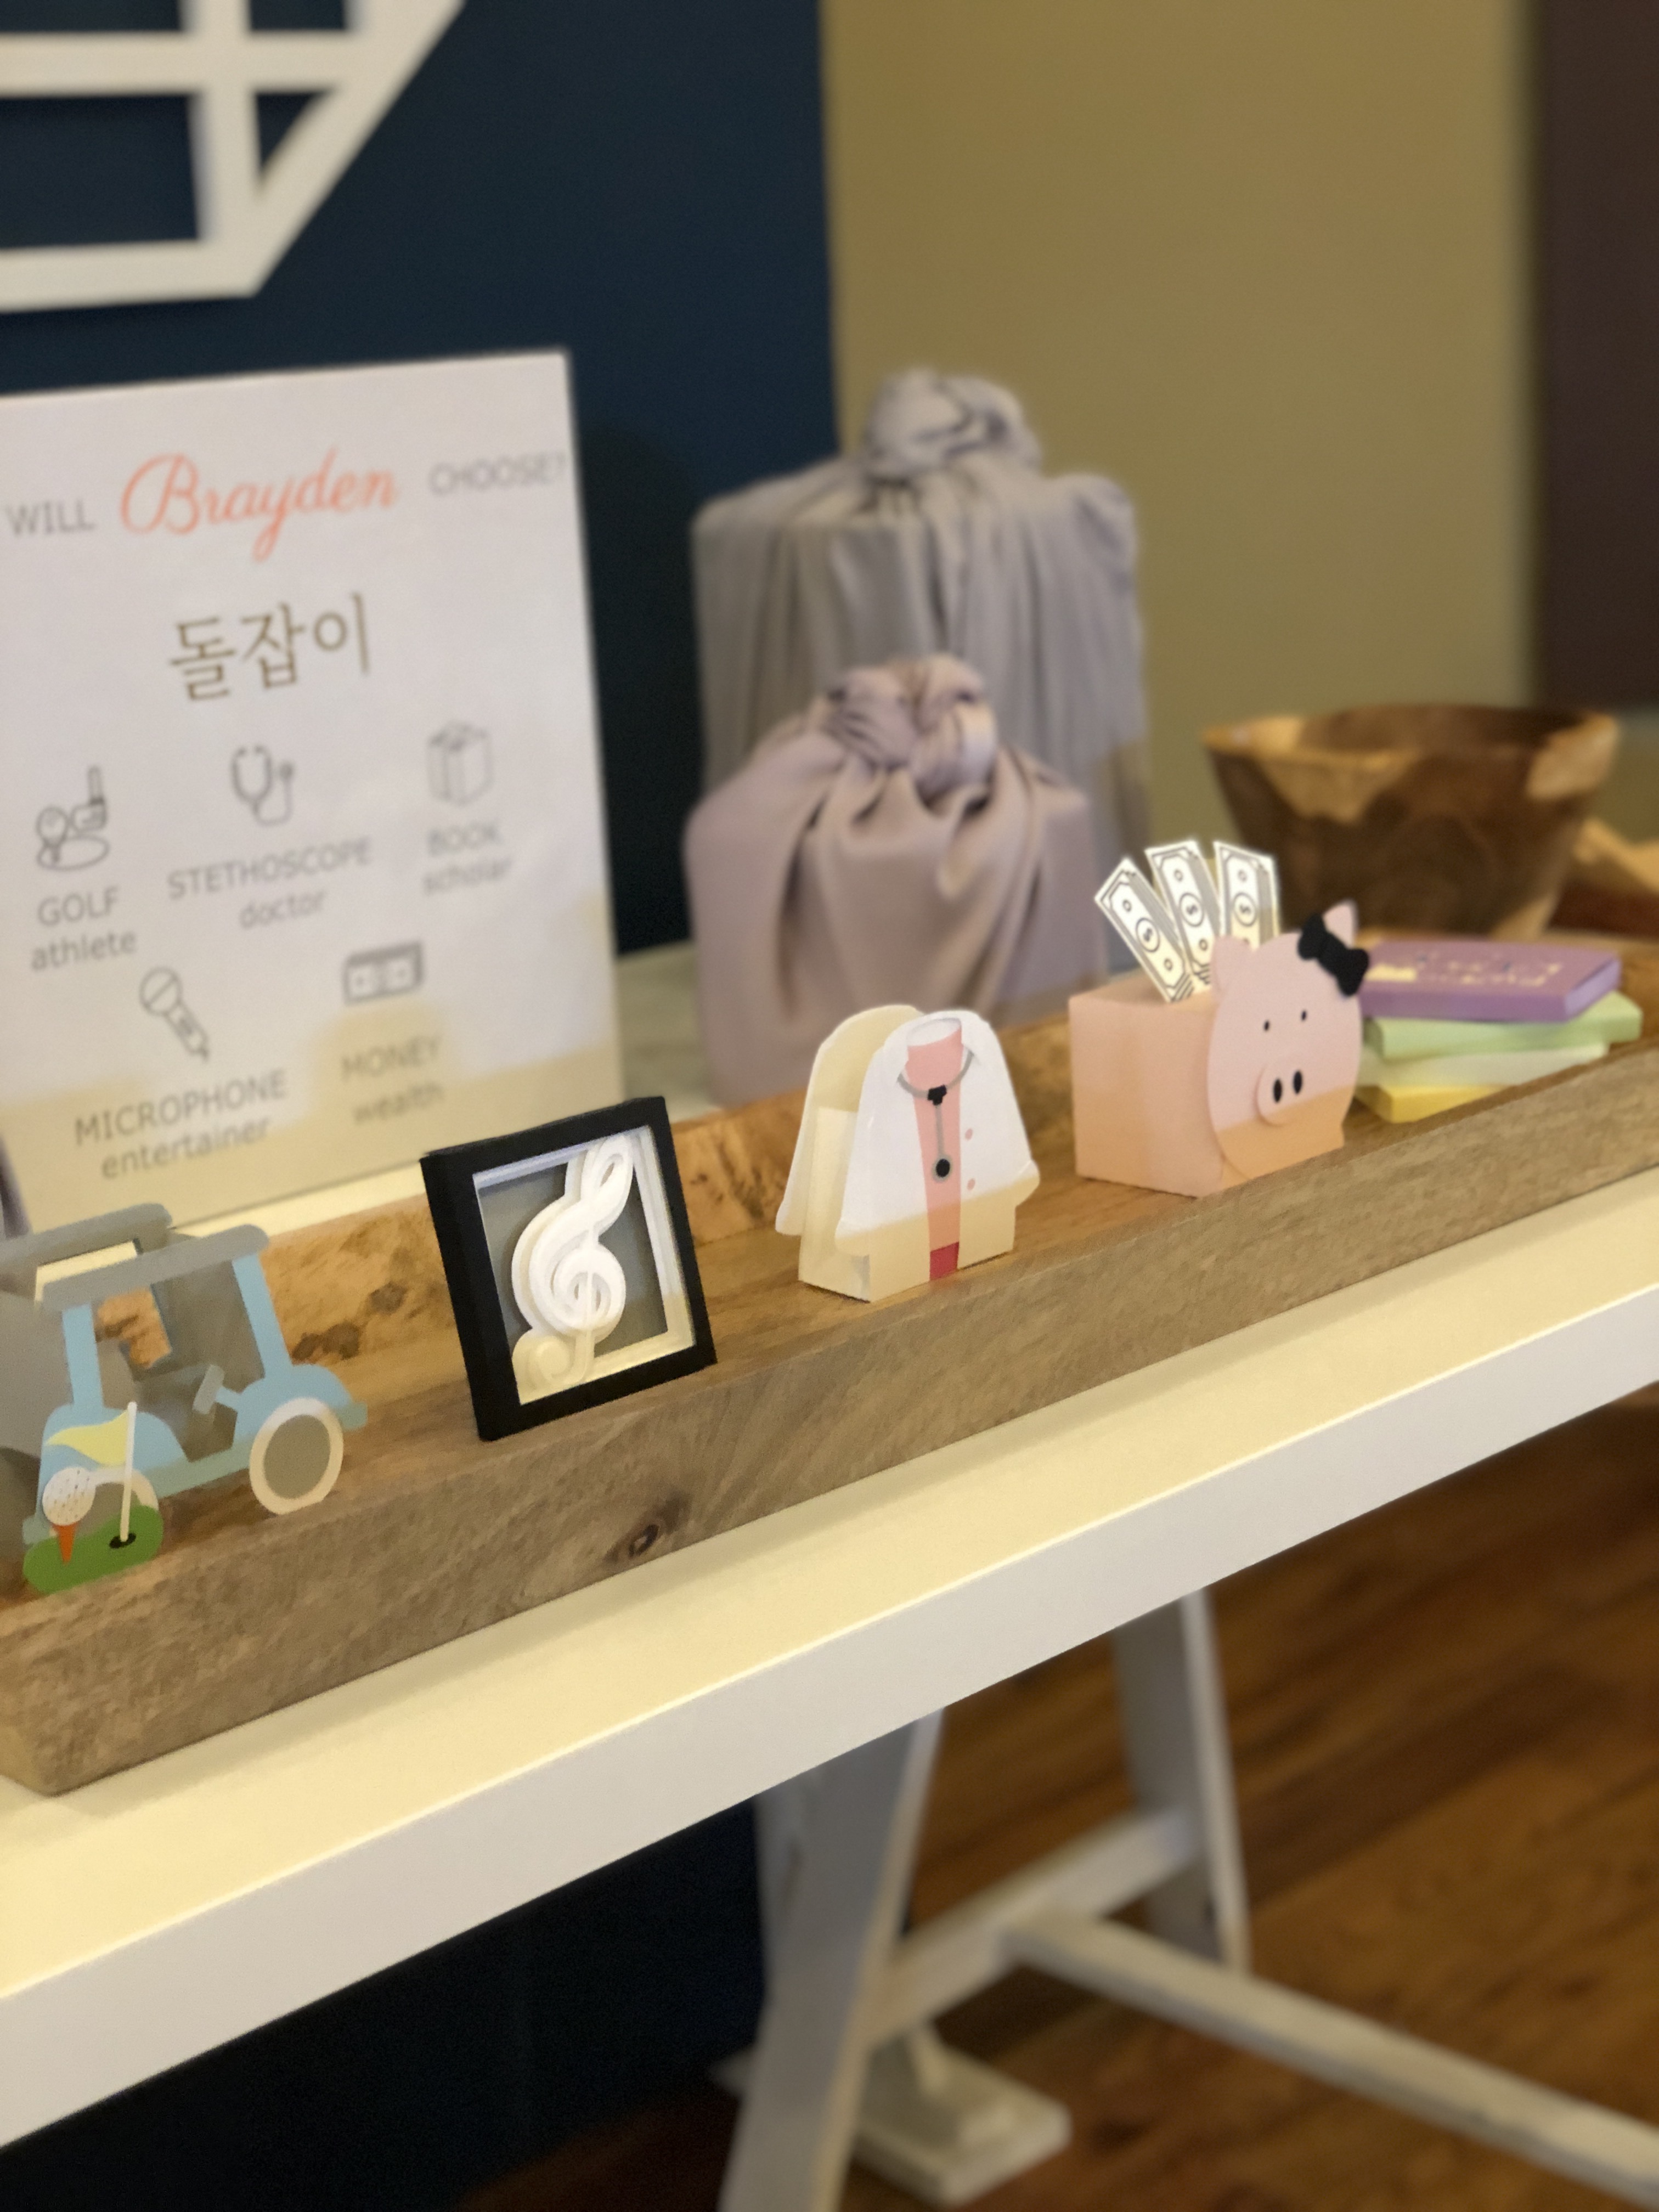 WILL Brayden CHOOSE?
돌잡이
GOLF
athlete
STETHOSCOPE
doctor
BOOK
scholar
MICROPHONE
entertainer
MONEY
wealth